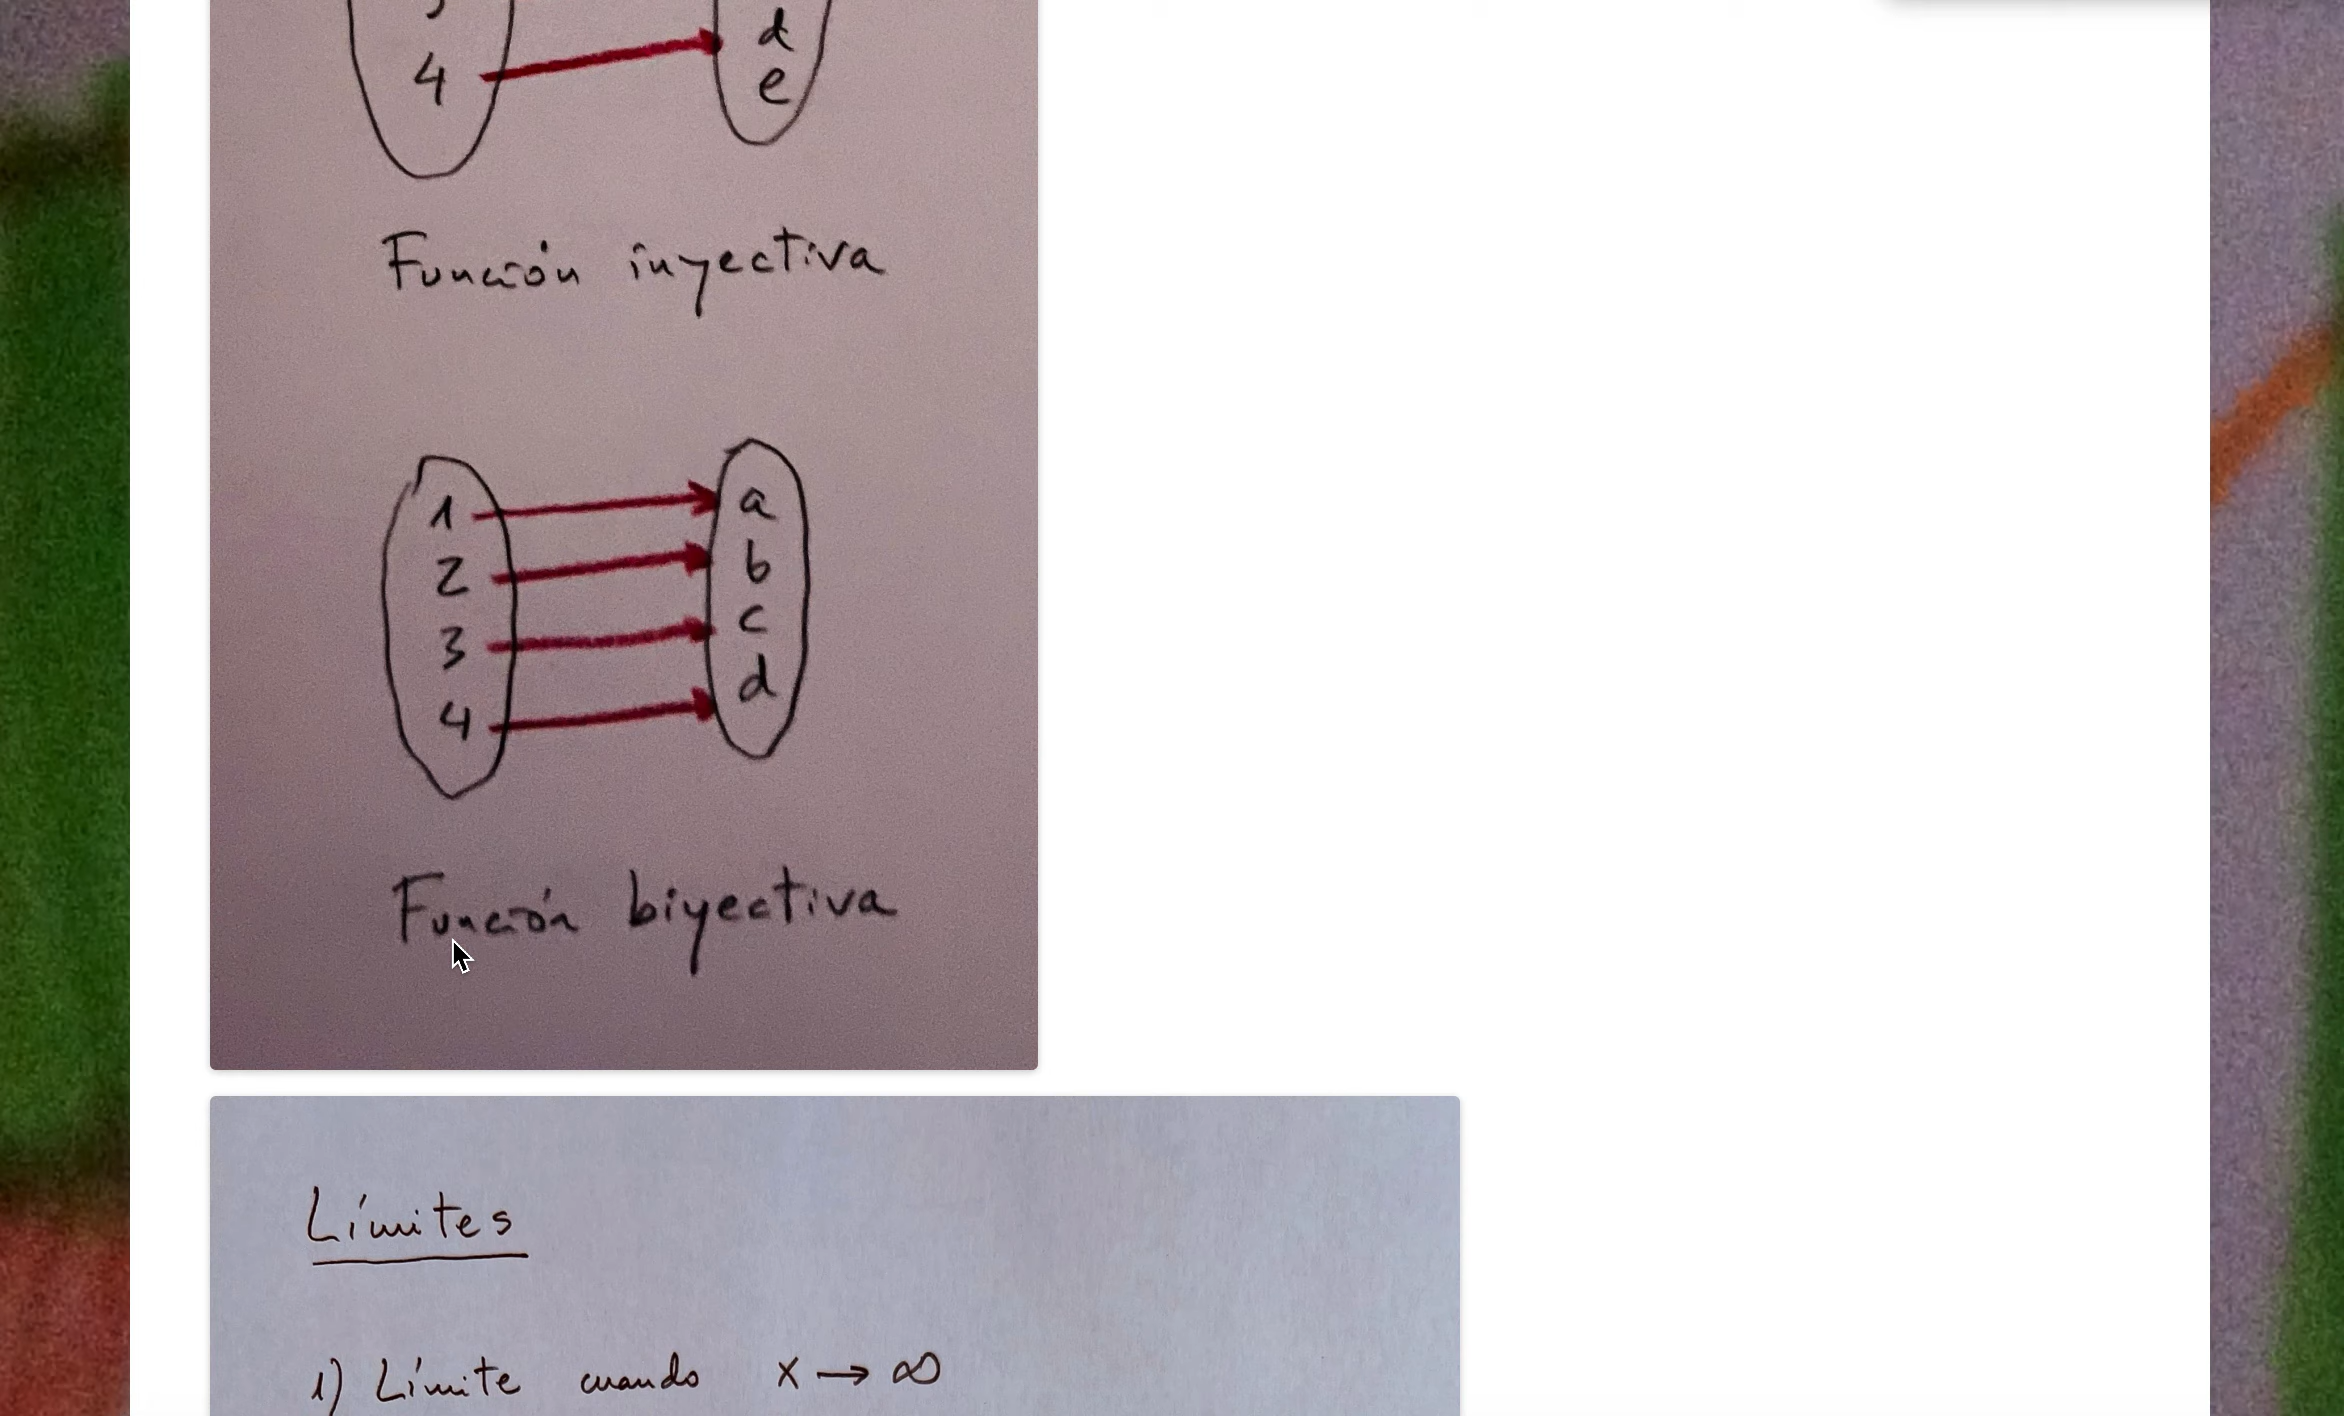 4
d
e
Función inyectiva
1 a
2 b
3 c
4 d
Función biyectiva
Límites
1) Límite cuando x → ∞